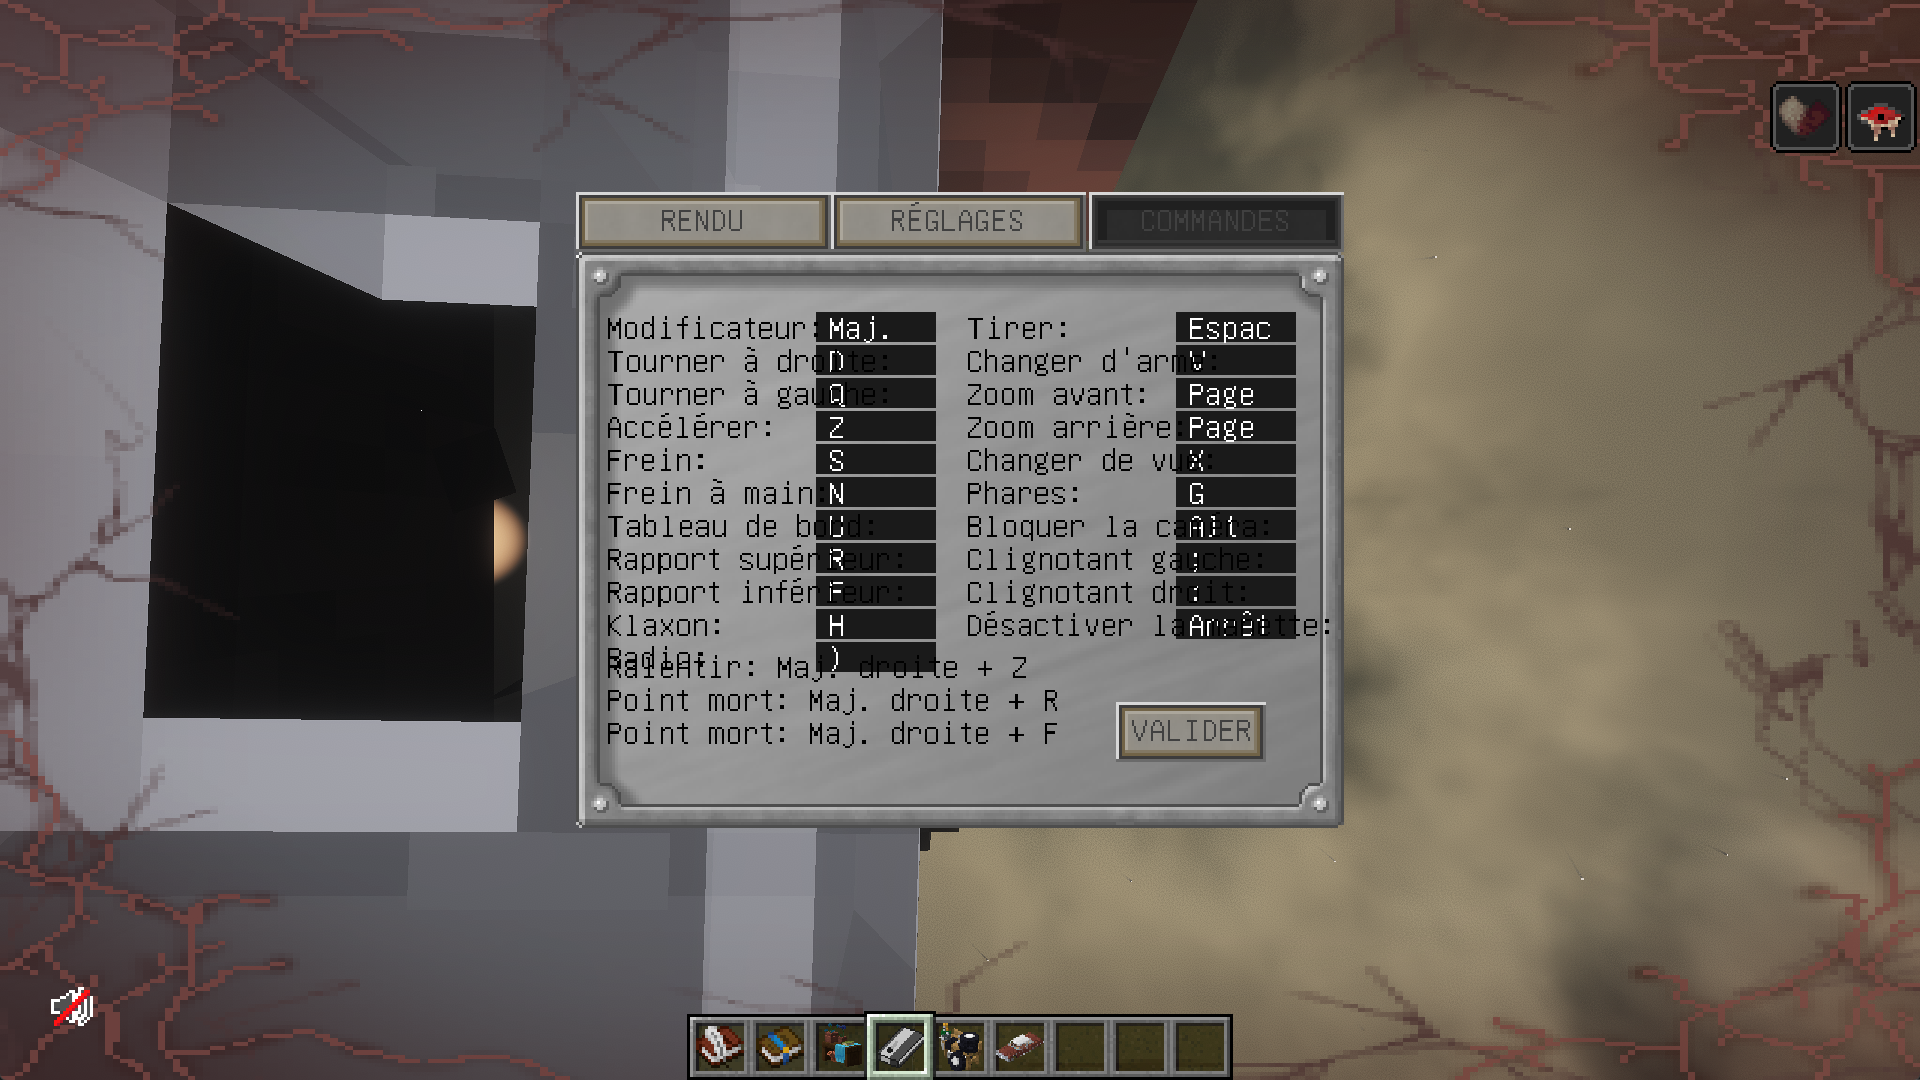 RENDU RÉGLAGES COMMANDES
Modificateur: Maj. Tirer: Espac
Tourner à droite: D Changer d'arme: V
Tourner à gauche: Q Zoom avant: Page
Accélérer: Z Zoom arrière: Page
Frein: S Changer de vue: X
Frein à main: N Phares: G
Tableau de bord: U Bloquer la caméra: Alt
Rapport supérieur: R Clignotant gauche: ;
Rapport inférieur: F Clignotant droit: :
Klaxon: H Désactiver la manette: Arrêt
Radio: )
Ralentir: Maj. droite + Z
Point mort: Maj. droite + R
Point mort: Maj. droite + F
VALIDER